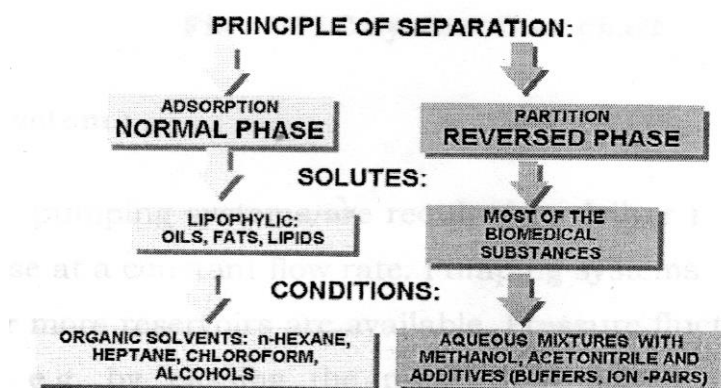 PRINCIPLE OF SEPARATION:
ADSORPTION
NORMAL PHASE
PARTITION
REVERSED PHASE
SOLUTES:
LIPOPHYLIC:
OILS, FATS, LIPIDS
MOST OF THE
BIOMEDICAL
SUBSTANCES
CONDITIONS:
ORGANIC SOLVENTS: n-HEXANE,
HEPTANE, CHLOROFORM,
ALCOHOLS
AQUEOUS MIXTURES WITH
METHANOL, ACETONITRILE AND
ADDITIVES (BUFFERS, ION -PAIRS)